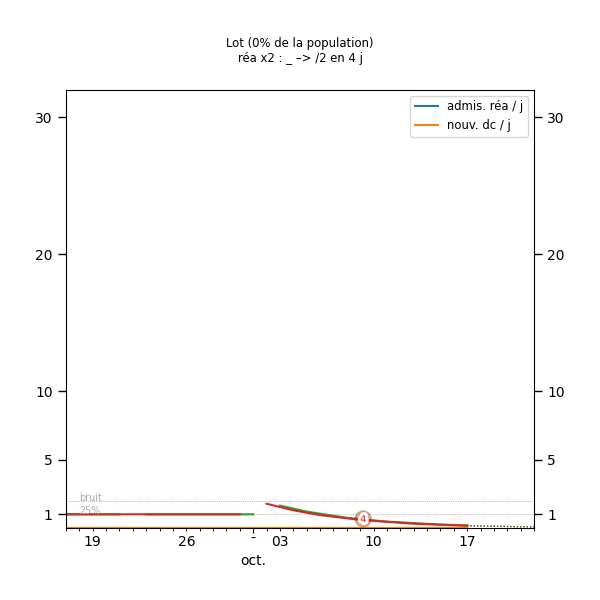 Lot (0% de la population)
réa x2 : _ –> /2 en 4 j
admis. réa / j
nouv. dc / j
30 30
20 20
10 10
5 5
bruit
25%
1 1
4
19 26 - 03 10 17
oct.